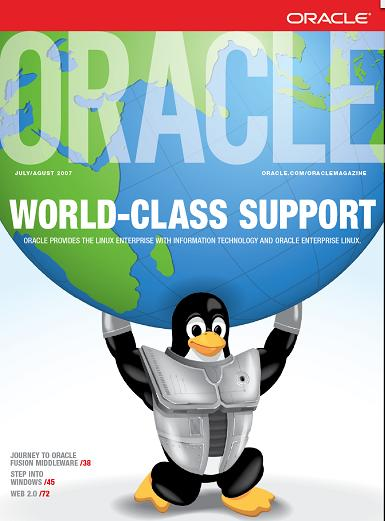 ORACLE
ORACLE
JULY/AGUST 2007
ORACLE.COM/ORACLEMAGAZINE
WORLD-CLASS SUPPORT
ORACLE PROVIDES THE LINUX ENTERPRISE WITH INFORMATION TECHNOLOGY AND ORACLE ENTERPRISE LINUX.
JOURNEY TO ORACLE
FUSION MIDDLEWARE /38
STEP INTO
WINDOWS /45
WEB 2.0 /72